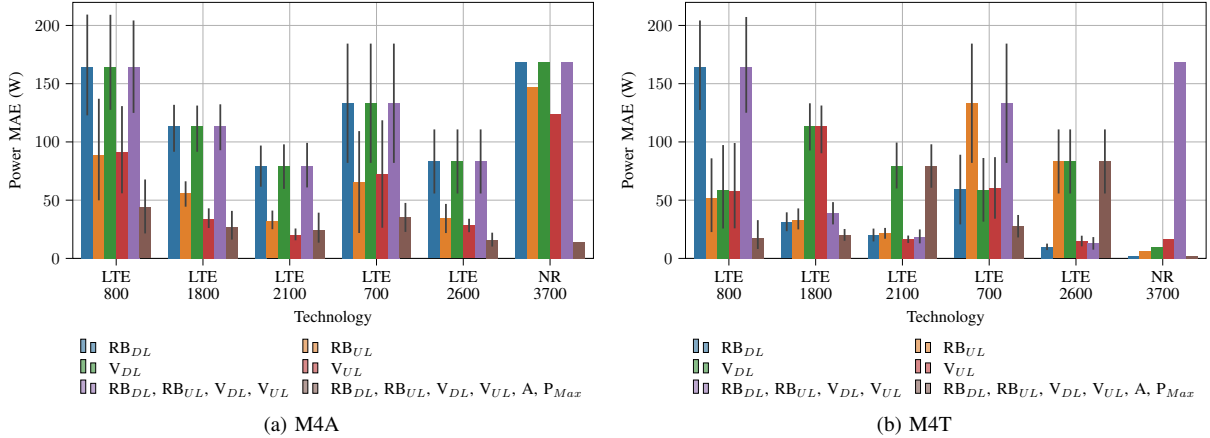 200
150
100
50
0
Power MAE (W)
LTE 800
LTE 1800
LTE 2100
LTE 700
LTE 2600
NR 3700
Technology
RB_DL
RB_UL
V_DL
V_UL
RB_DL, RB_UL, V_DL, V_UL
RB_DL, RB_UL, V_DL, V_UL, A, P_Max
(a) M4A
200
150
100
50
0
Power MAE (W)
LTE 800
LTE 1800
LTE 2100
LTE 700
LTE 2600
NR 3700
Technology
RB_DL
RB_UL
V_DL
V_UL
RB_DL, RB_UL, V_DL, V_UL
RB_DL, RB_UL, V_DL, V_UL, A, P_Max
(b) M4T